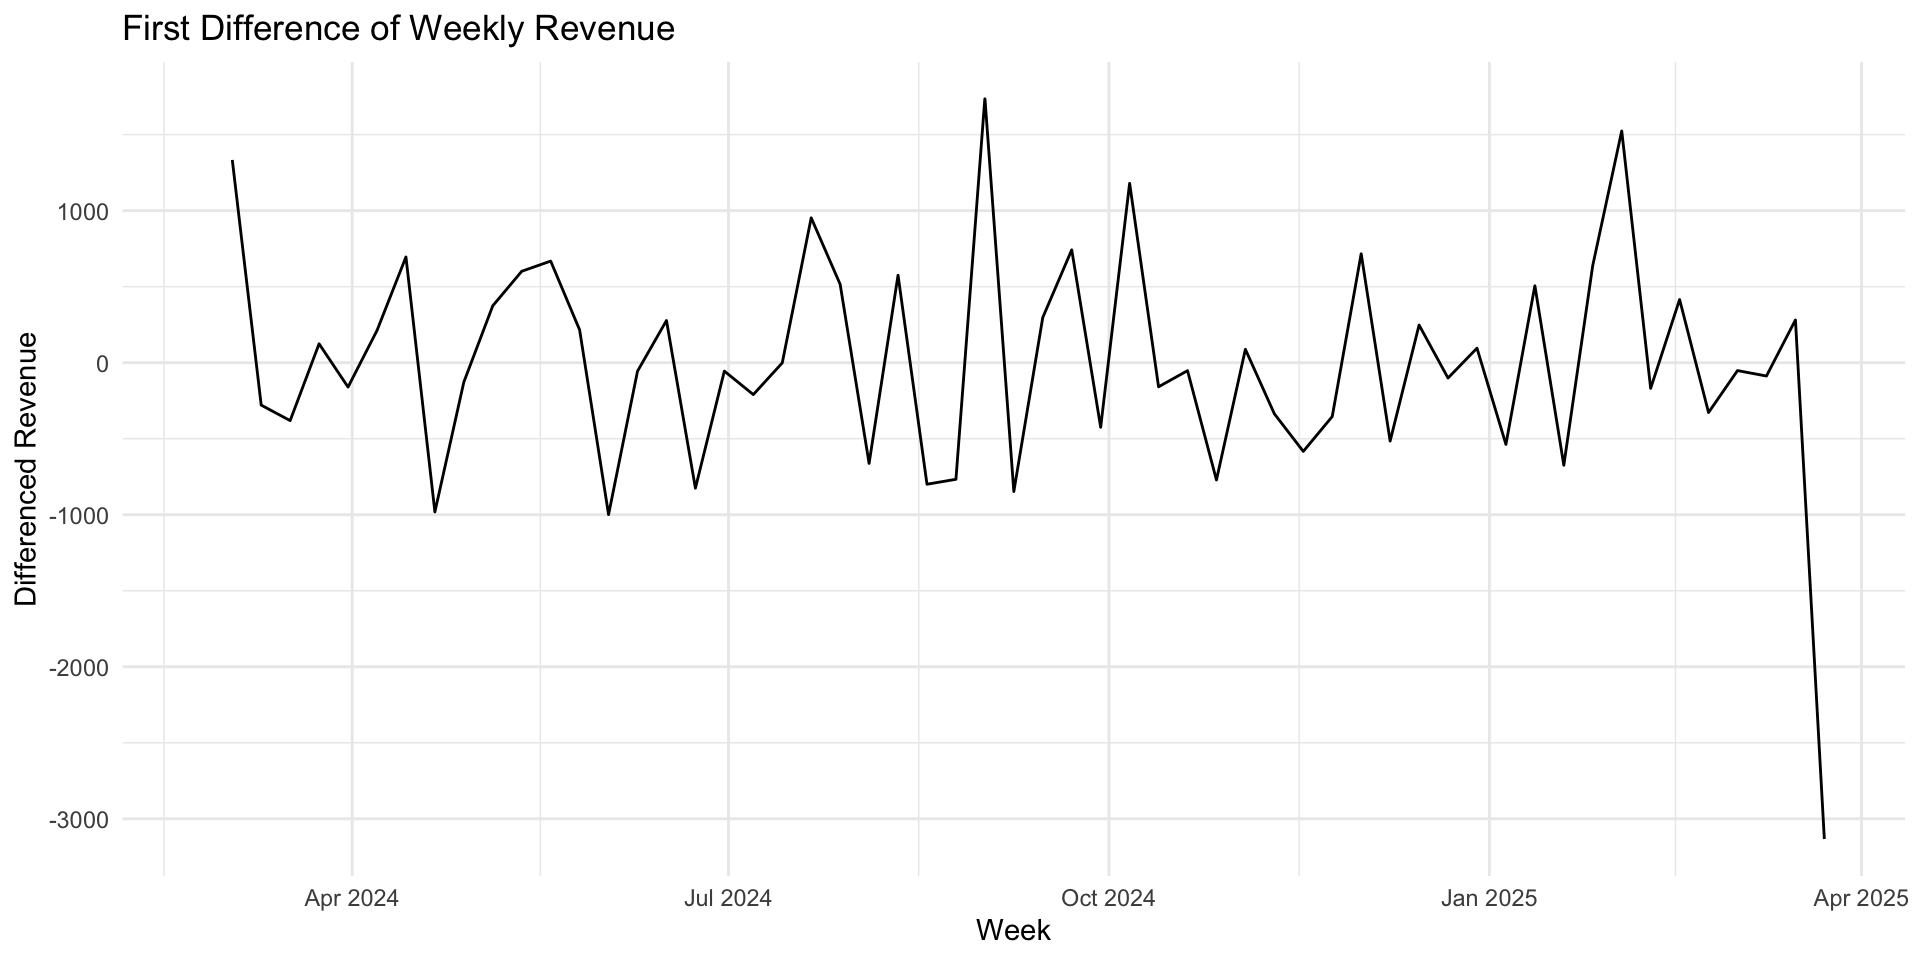 First Difference of Weekly Revenue
Differenced Revenue
1000
0
-1000
-2000
-3000
Apr 2024
Jul 2024
Oct 2024
Jan 2025
Apr 2025
Week